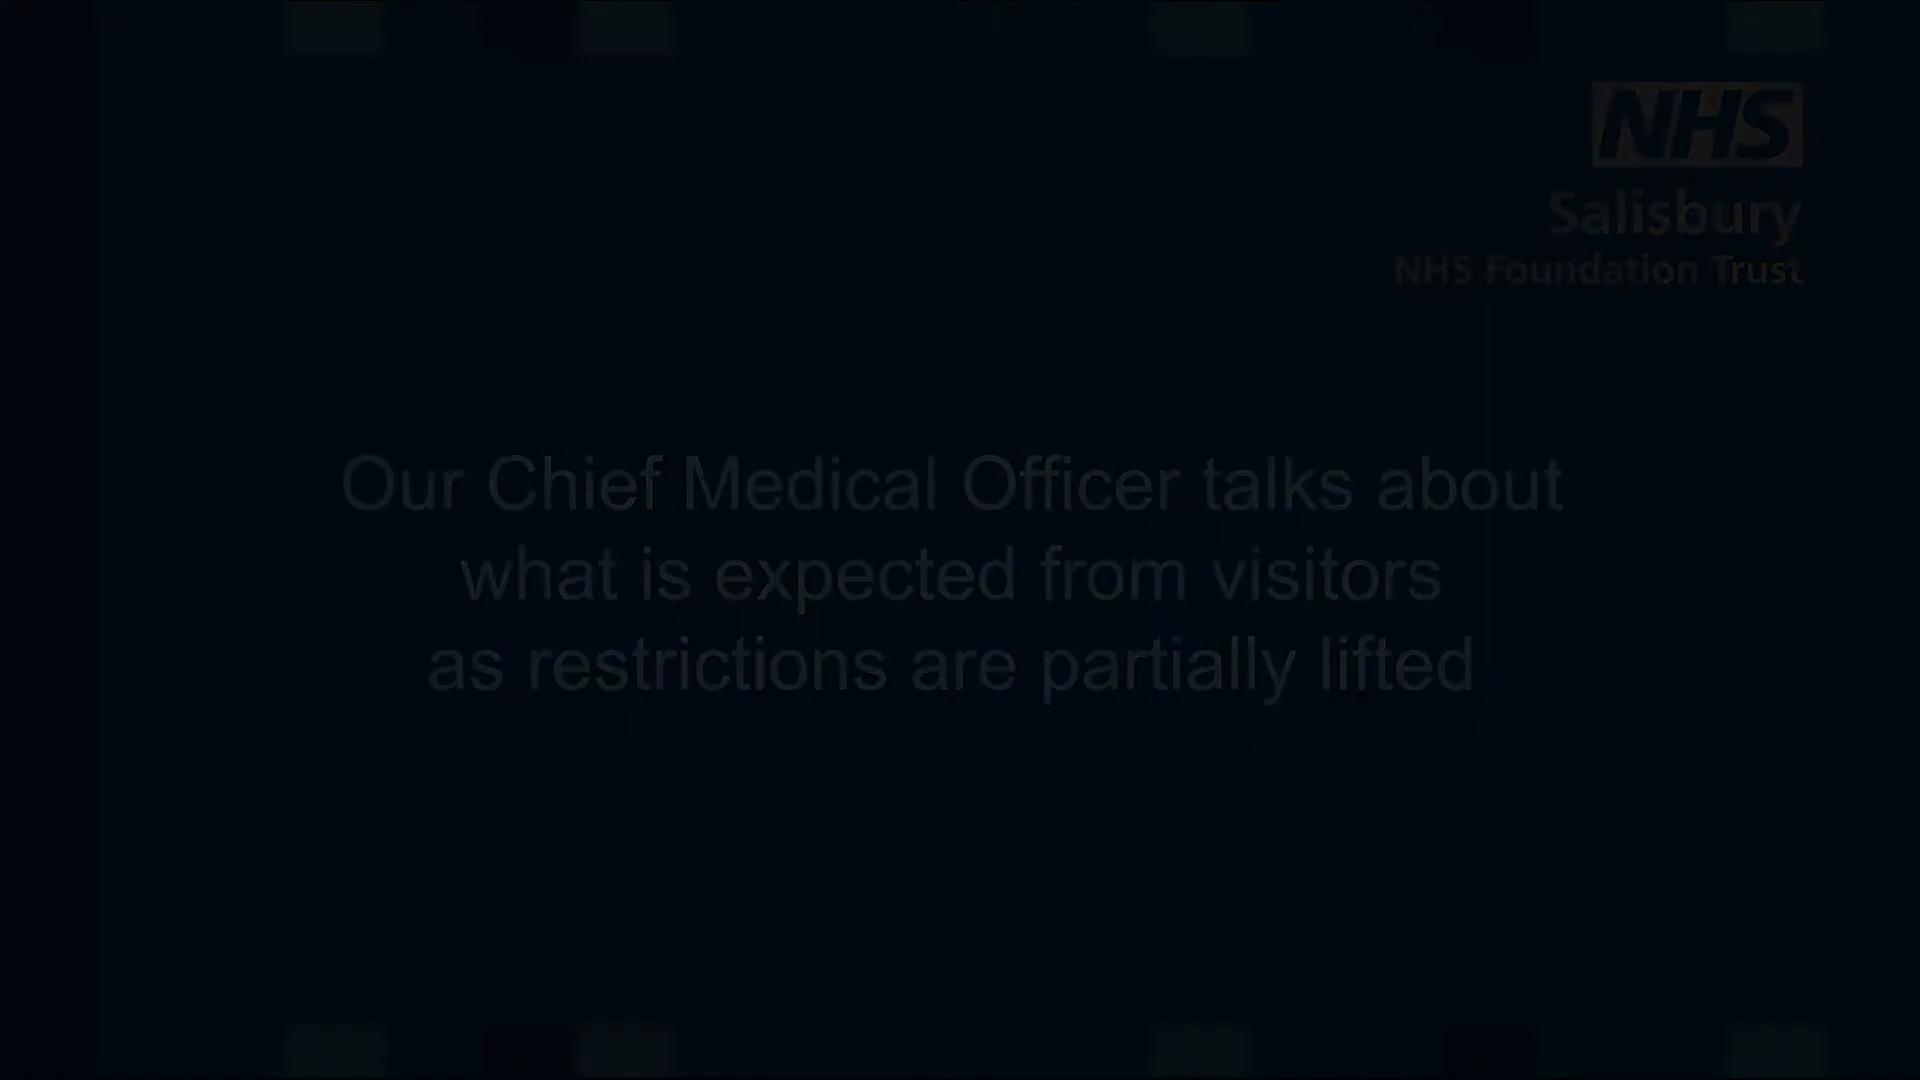 NHS
Salisbury
NHS Foundation Trust
Our Chief Medical Officer talks about
what is expected from visitors
as restrictions are partially lifted